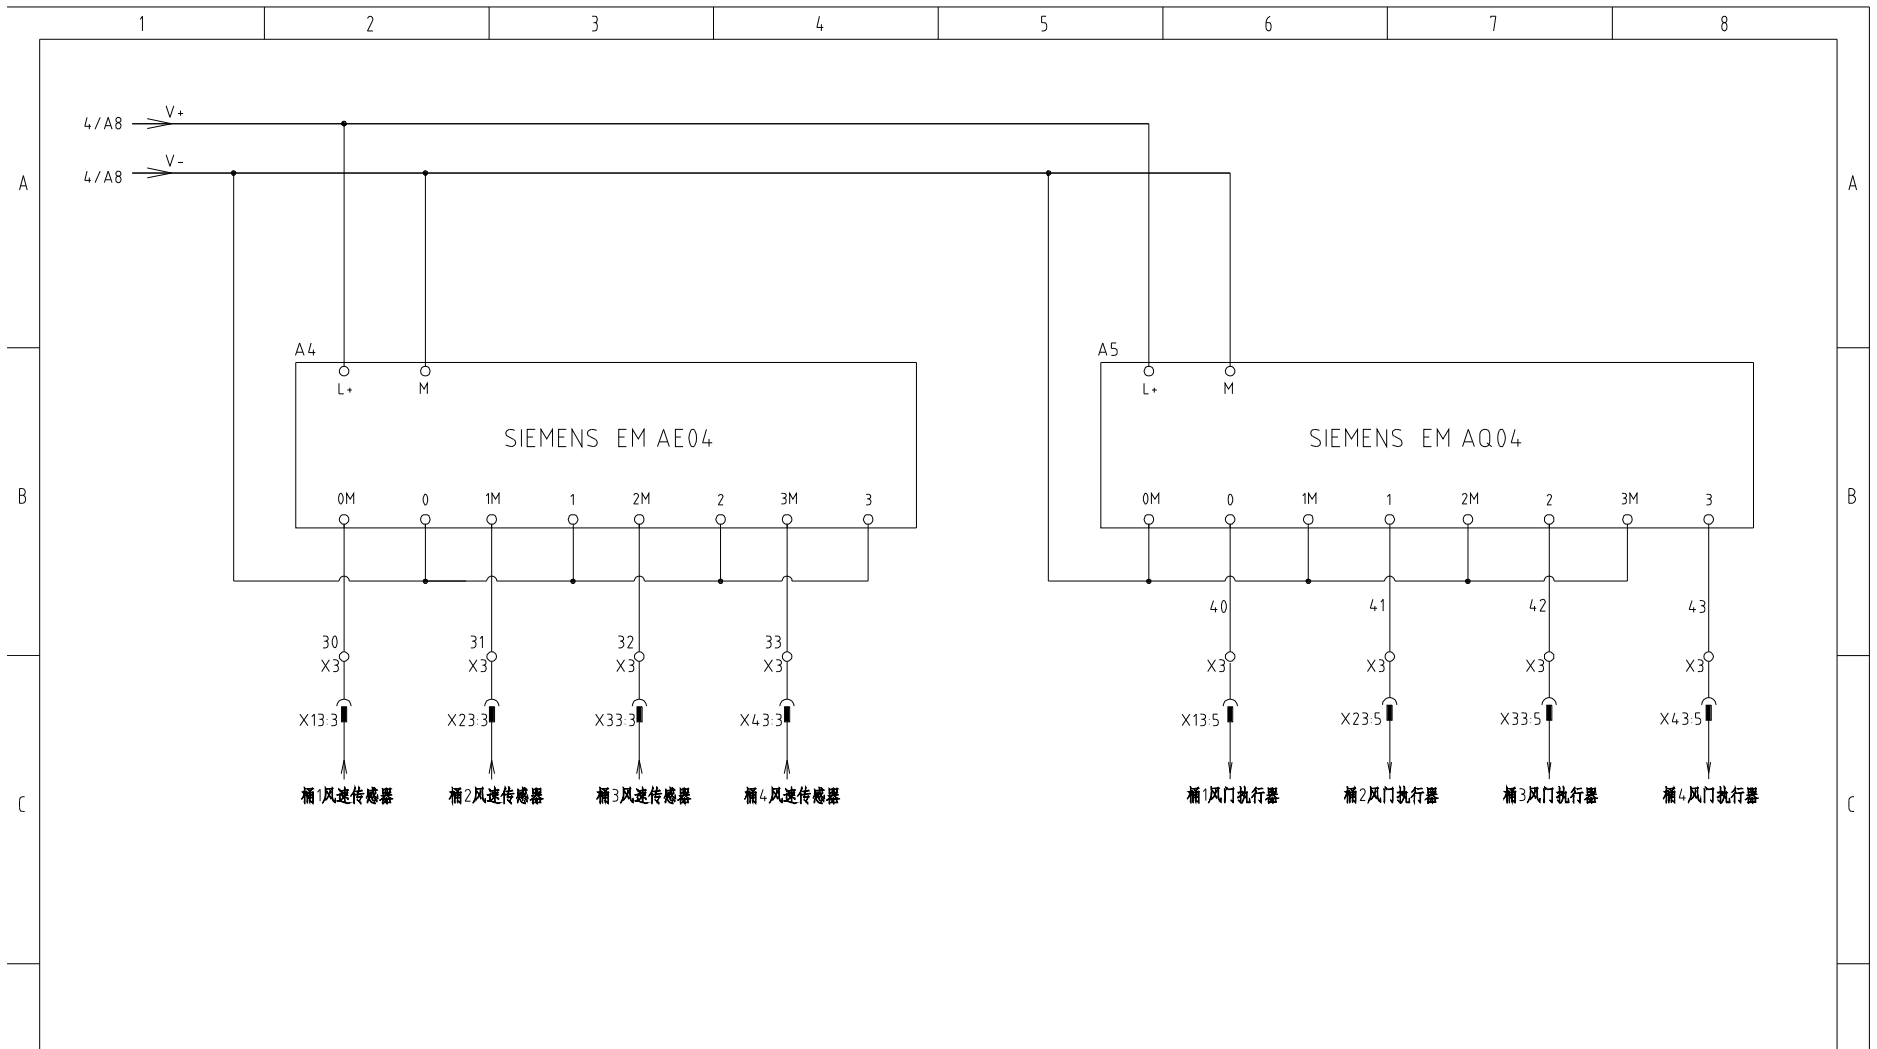 1 2 3 4 5 6 7 8
V+
4/A8
V-
4/A8
A A
A4 A5
L+ M L+ M
SIEMENS EM AE04 SIEMENS EM AQ04
B B
0M 0 1M 1 2M 2 3M 3 0M 0 1M 1 2M 2 3M 3
40 41 42 43
30 31 32 33
X3 X3 X3 X3 X3 X3 X3 X3
X13:3 X23:3 X33:3 X43:3 X13:5 X23:5 X33:5 X43:5
桶1风速传感器 桶2风速传感器 桶3风速传感器 桶4风速传感器 桶1风门执行器 桶2风门执行器 桶3风门执行器 桶4风门执行器
C C